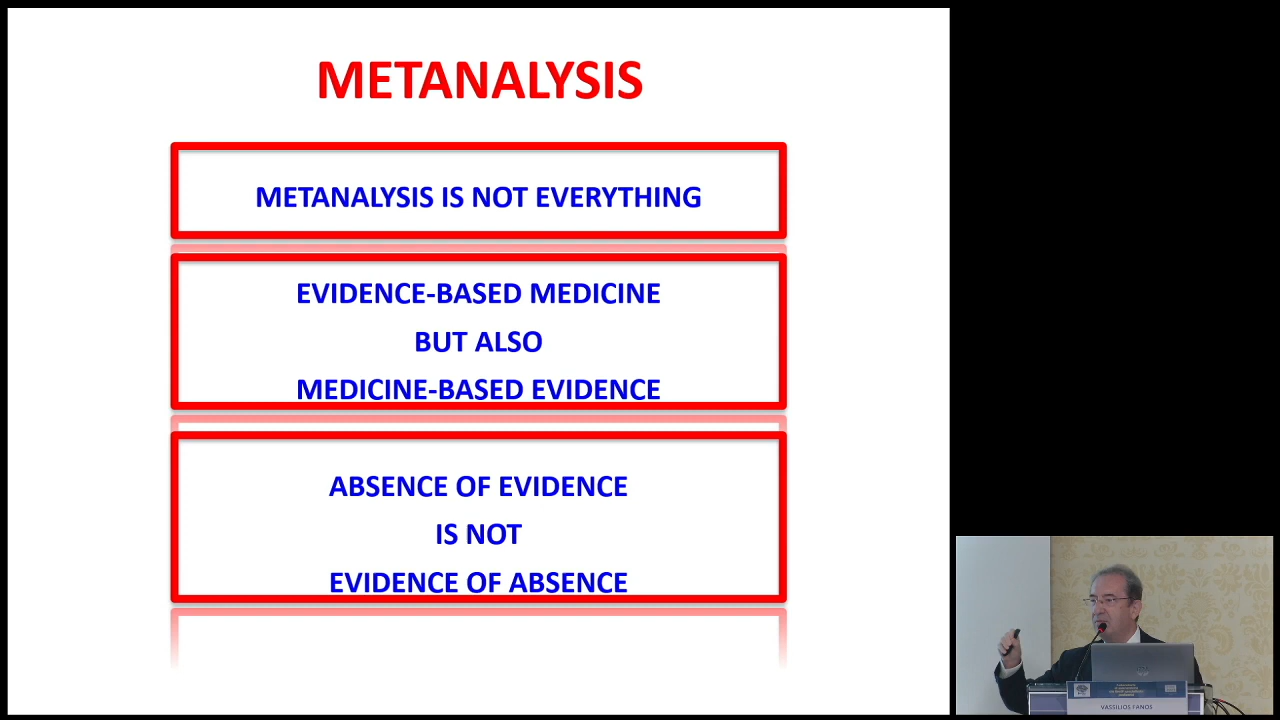 METANALYSIS
METANALYSIS IS NOT EVERYTHING
EVIDENCE-BASED MEDICINE
BUT ALSO
MEDICINE-BASED EVIDENCE
ABSENCE OF EVIDENCE
IS NOT
EVIDENCE OF ABSENCE
VASSILIOS FANOS